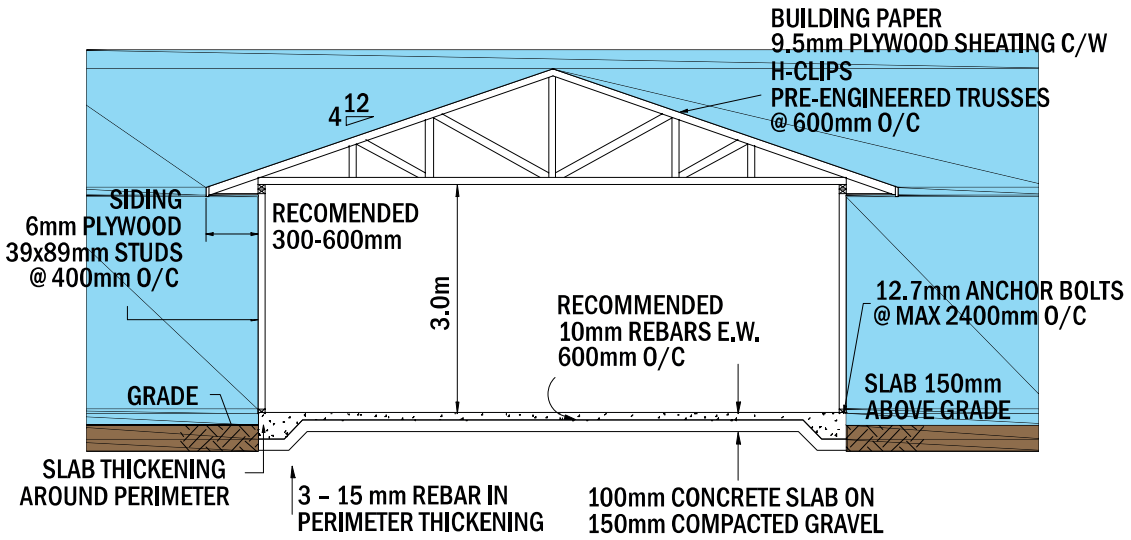 BUILDING PAPER
9.5mm PLYWOOD SHEATING C/W
H-CLIPS
PRE-ENGINEERED TRUSSES
@ 600mm O/C
12
4
SIDING
6mm PLYWOOD
39x89mm STUDS
@ 400mm O/C
RECOMENDED
300-600mm
3.0m
RECOMMENDED
10mm REBARS E.W.
600mm O/C
12.7mm ANCHOR BOLTS
@ MAX 2400mm O/C
GRADE
SLAB 150mm
ABOVE GRADE
SLAB THICKENING
AROUND PERIMETER
3 – 15 mm REBAR IN
PERIMETER THICKENING
100mm CONCRETE SLAB ON
150mm COMPACTED GRAVEL